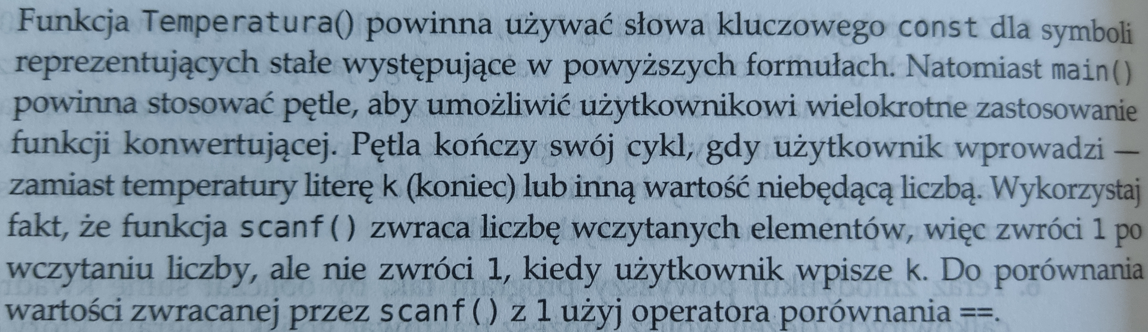 Funkcja Temperatura() powinna używać słowa kluczowego const dla symboli
reprezentujących stałe występujące w powyższych formułach. Natomiast main()
powinna stosować pętle, aby umożliwić użytkownikowi wielokrotne zastosowanie
funkcji konwertującej. Pętla kończy swój cykl, gdy użytkownik wprowadzi —
zamiast temperatury literę k (koniec) lub inną wartość niebędącą liczbą. Wykorzystaj
fakt, że funkcja scanf() zwraca liczbę wczytanych elementów, więc zwróci 1 po
wczytaniu liczby, ale nie zwróci 1, kiedy użytkownik wpisze k. Do porównania
wartości zwracanej przez scanf() z 1 użyj operatora porównania ==.